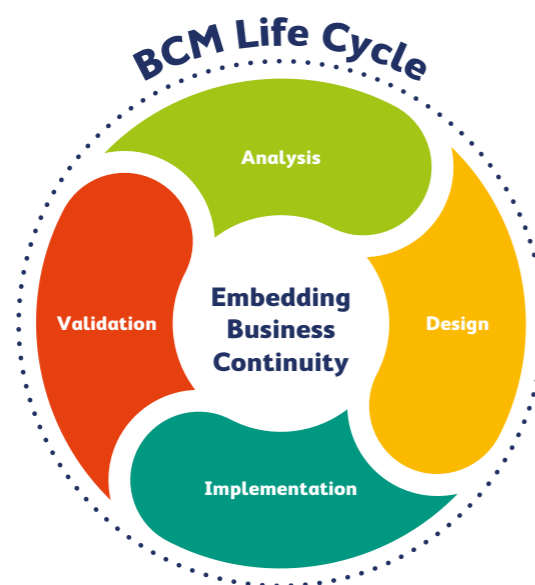 BCM Life Cycle
Analysis
Embedding
Business
Continuity
Validation
Design
Implementation